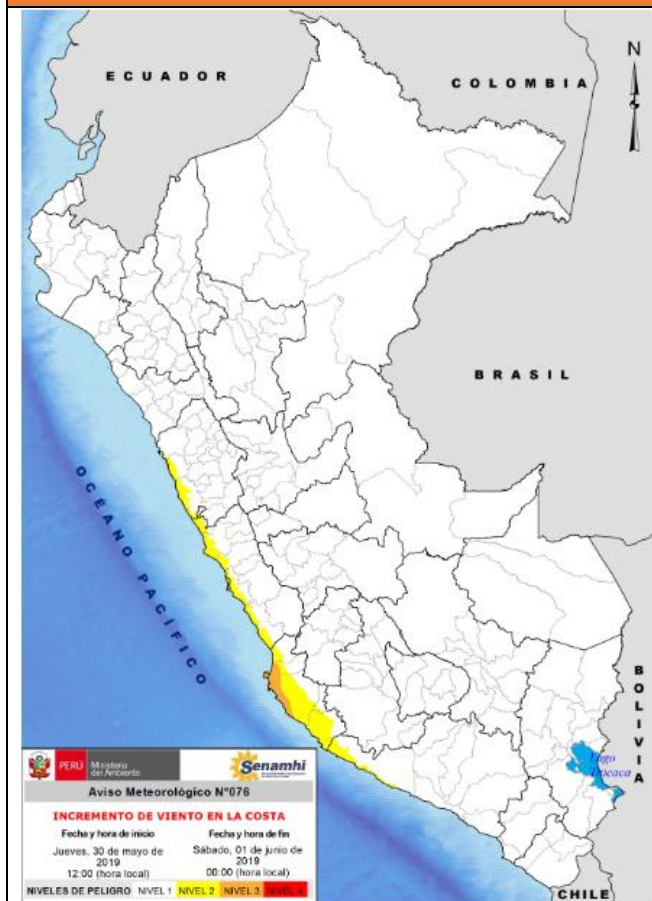 ECUADOR
COLOMBIA
N
BRASIL
OCÉANO PACÍFICO
BOLIVIA
Lago Titicaca
CHILE
PERÚ Ministerio del Ambiente
Senamhi
Aviso Meteorológico N°076
INCREMENTO DE VIENTO EN LA COSTA
Fecha y hora de inicio
Jueves, 30 de mayo de
2019
12:00 (hora local)
Fecha y hora de fin
Sábado, 01 de junio de
2019
00:00 (hora local)
NIVELES DE PELIGRO NIVEL 1 NIVEL 2 NIVEL 3 NIVEL 4